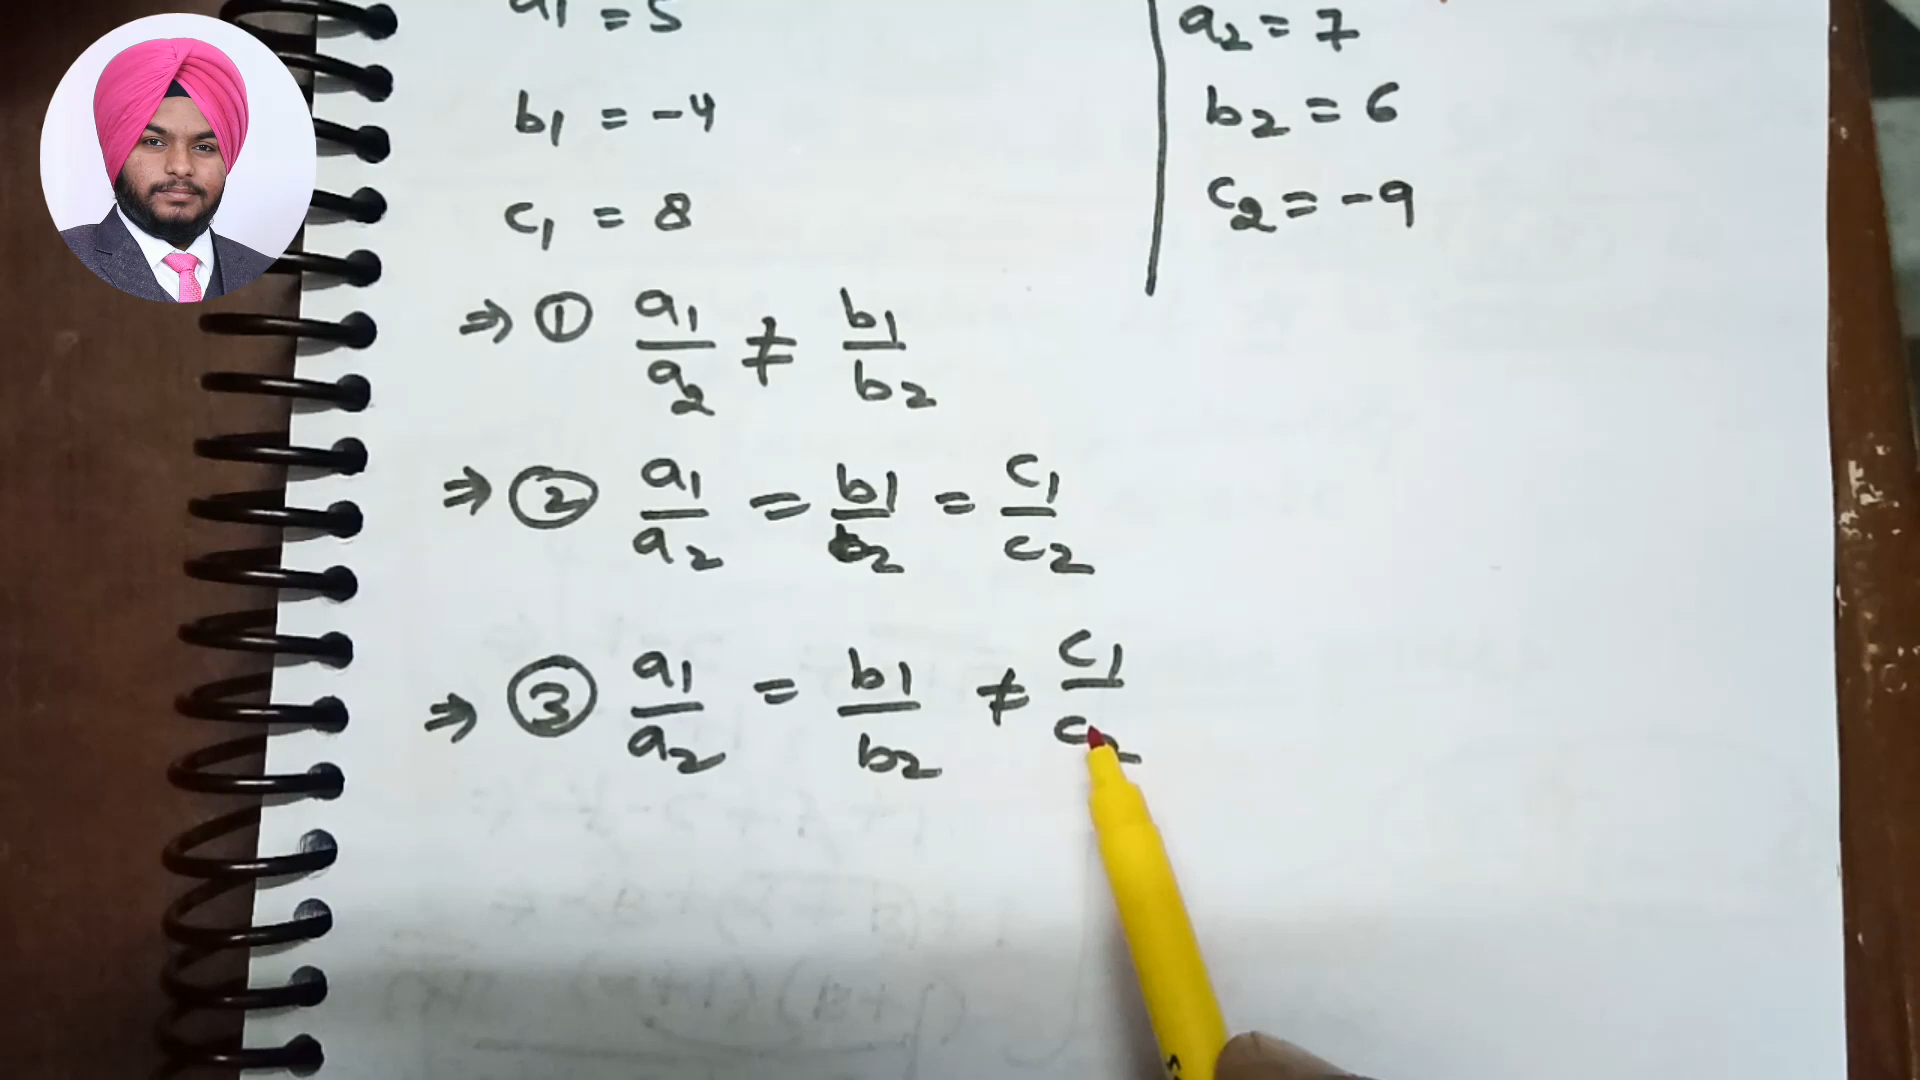 a1 = 5
b1 = -4
c1 = 8
a2 = 7
b2 = 6
c2 = -9
⇒ ① a1/a2 ≠ b1/b2
⇒ ② a1/a2 = b1/b2 = c1/c2
⇒ ③ a1/a2 = b1/b2 ≠ c1/c2